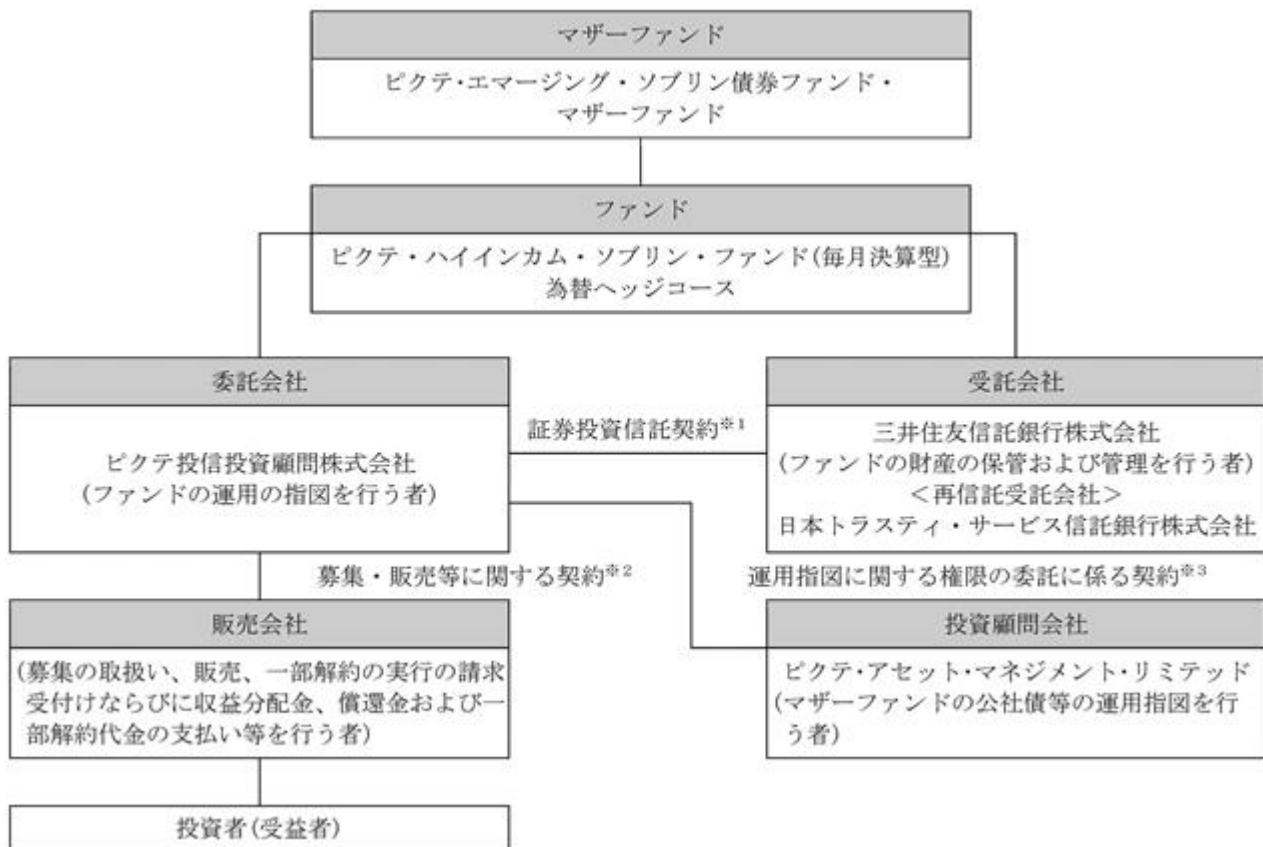 マザーファンド
ピクテ・エマージング・ソブリン債券ファンド・
マザーファンド
ファンド
ピクテ・ハイインカム・ソブリン・ファンド(毎月決算型)
為替ヘッジコース
委託会社
ピクテ投信投資顧問株式会社
(ファンドの運用の指図を行う者)
証券投資信託契約※1
受託会社
三井住友信託銀行株式会社
(ファンドの財産の保管および管理を行う者)
<再信託受託会社>
日本トラスティ・サービス信託銀行株式会社
募集・販売等に関する契約※2
運用指図に関する権限の委託に係る契約※3
販売会社
(募集の取扱い、販売、一部解約の実行の請求
受付けならびに収益分配金、償還金および一
部解約代金の支払い等を行う者)
投資顧問会社
ピクテ・アセット・マネジメント・リミテッド
(マザーファンドの公社債等の運用指図を行
う者)
投資者(受益者)